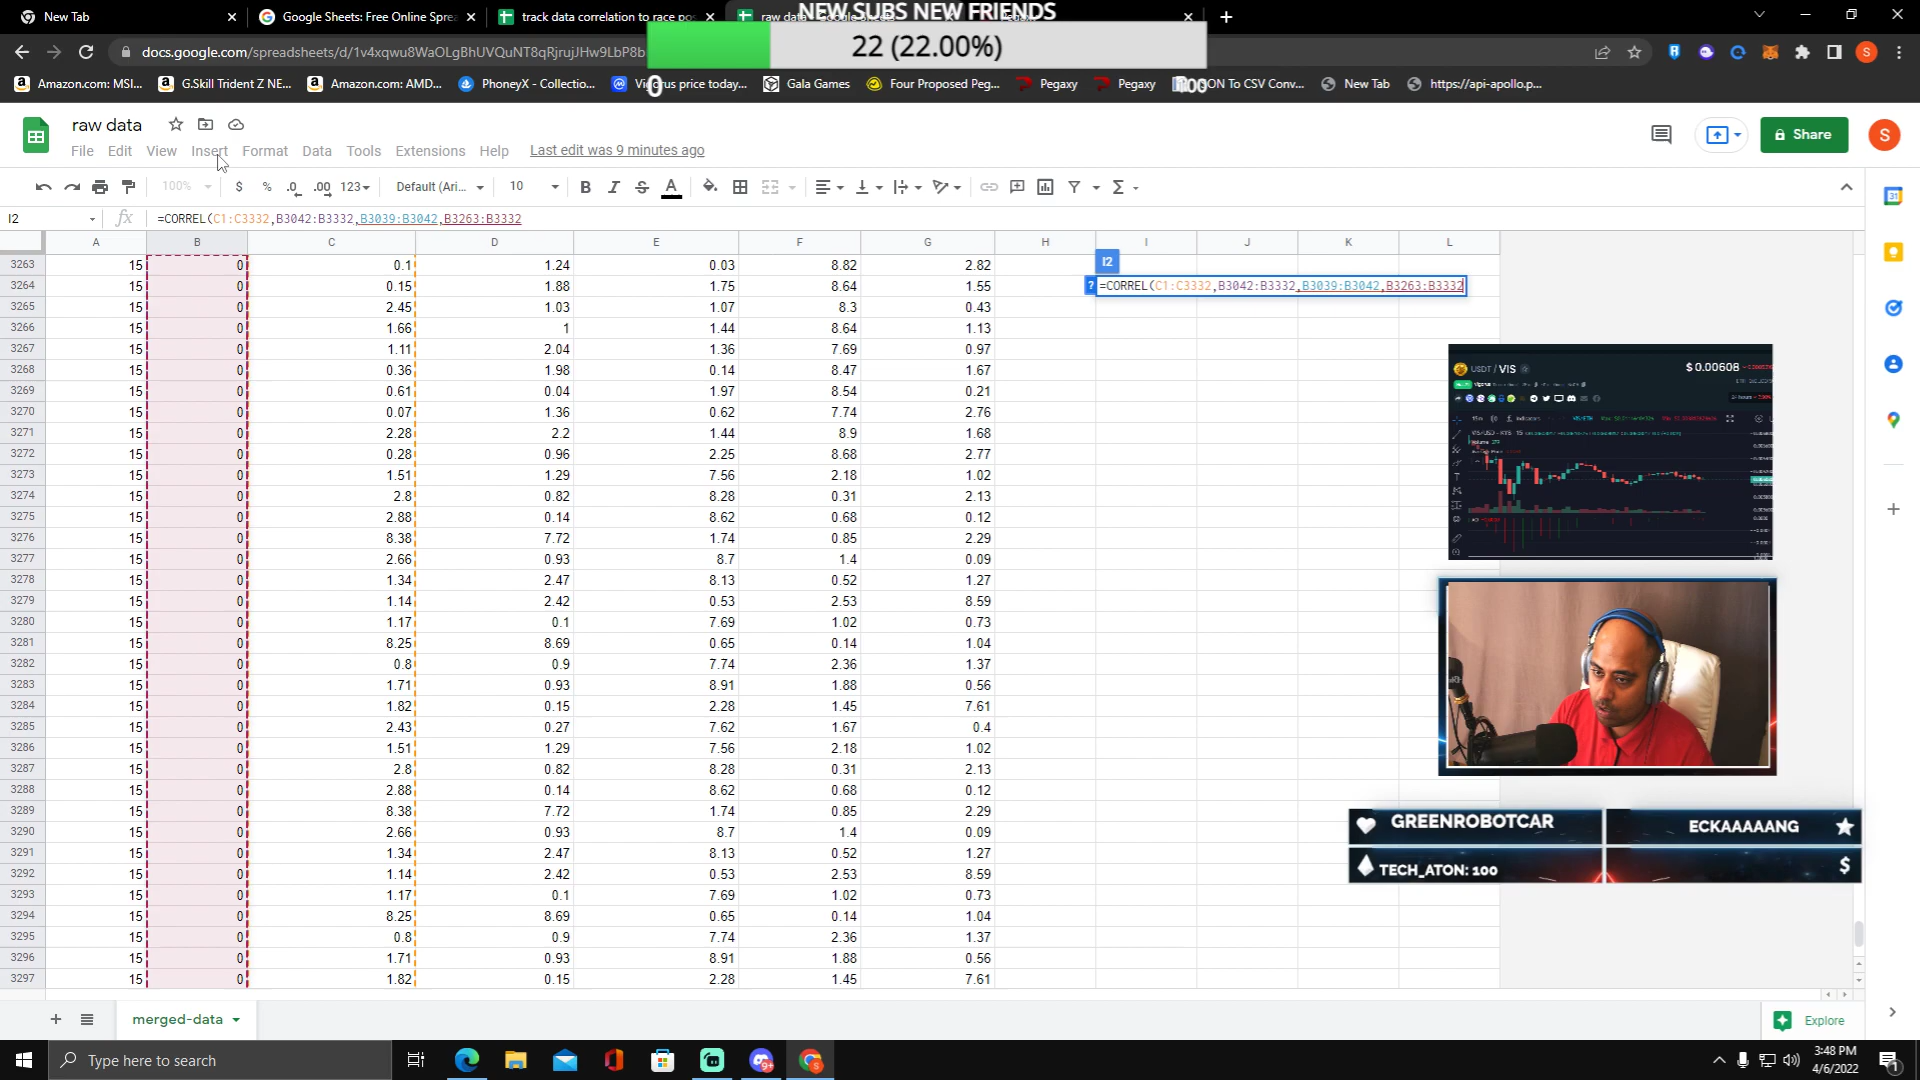 New Tab
Google Sheets: Free Online Sprea
track data correlation to race pos
raw data
NEW SUBS NEW FRIENDS
22 (22.00%)
0
100
docs.google.com/spreadsheets/d/1v4xqwu8WaOLgBhUVQuNT8qRjrujJHw9LbP8b
S
Amazon.com: MSI...
G.Skill Trident Z NE...
Amazon.com: AMD...
PhoneyX - Collectio...
price today...
Gala Games
Four Proposed Peg...
Pegaxy
Pegaxy
To CSV Conv...
New Tab
https://api-apollo.p...
raw data
File Edit View Insert Format Data Tools Extensions Help Last edit was 9 minutes ago
Share
S
100% $ % .0 .00 123 Default (Ari... 10 B I S A Σ
I2 fx =CORREL(C1:C3332,B3042:B3332,B3039:B3042,B3263:B3332
A B C D E F G H I J K L
3263 15 0 0.1 1.24 0.03 8.82 2.82 I2
3264 15 0 0.15 1.88 1.75 8.64 1.55 ? =CORREL(C1:C3332,B3042:B3332,B3039:B3042,B3263:B3332
3265 15 0 2.45 1.03 1.07 8.3 0.43
3266 15 0 1.66 1 1.44 8.64 1.13
3267 15 0 1.11 2.04 1.36 7.69 0.97
3268 15 0 0.36 1.98 0.14 8.47 1.67
3269 15 0 0.61 0.04 1.97 8.54 0.21
3270 15 0 0.07 1.36 0.62 7.74 2.76
3271 15 0 2.28 2.2 1.44 8.9 1.68
3272 15 0 0.28 0.96 2.25 8.68 2.77
3273 15 0 1.51 1.29 7.56 2.18 1.02
3274 15 0 2.8 0.82 8.28 0.31 2.13
3275 15 0 2.88 0.14 8.62 0.68 0.12
3276 15 0 8.38 7.72 1.74 0.85 2.29
3277 15 0 2.66 0.93 8.7 1.4 0.09
3278 15 0 1.34 2.47 8.13 0.52 1.27
3279 15 0 1.14 2.42 0.53 2.53 8.59
3280 15 0 1.17 0.1 7.69 1.02 0.73
3281 15 0 8.25 8.69 0.65 0.14 1.04
3282 15 0 0.8 0.9 7.74 2.36 1.37
3283 15 0 1.71 0.93 8.91 1.88 0.56
3284 15 0 1.82 0.15 2.28 1.45 7.61
3285 15 0 2.43 0.27 7.62 1.67 0.4
3286 15 0 1.51 1.29 7.56 2.18 1.02
3287 15 0 2.8 0.82 8.28 0.31 2.13
3288 15 0 2.88 0.14 8.62 0.68 0.12
3289 15 0 8.38 7.72 1.74 0.85 2.29
3290 15 0 2.66 0.93 8.7 1.4 0.09
3291 15 0 1.34 2.47 8.13 0.52 1.27
3292 15 0 1.14 2.42 0.53 2.53 8.59
3293 15 0 1.17 0.1 7.69 1.02 0.73
3294 15 0 8.25 8.69 0.65 0.14 1.04
3295 15 0 0.8 0.9 7.74 2.36 1.37
3296 15 0 1.71 0.93 8.91 1.88 0.56
3297 15 0 1.82 0.15 2.28 1.45 7.61
USDT / VIS
$ 0.00608
GREENROBOTCAR
ECKAAAAANG
TECH_ATON: 100
$
merged-data
Explore
Type here to search
3:48 PM
4/6/2022